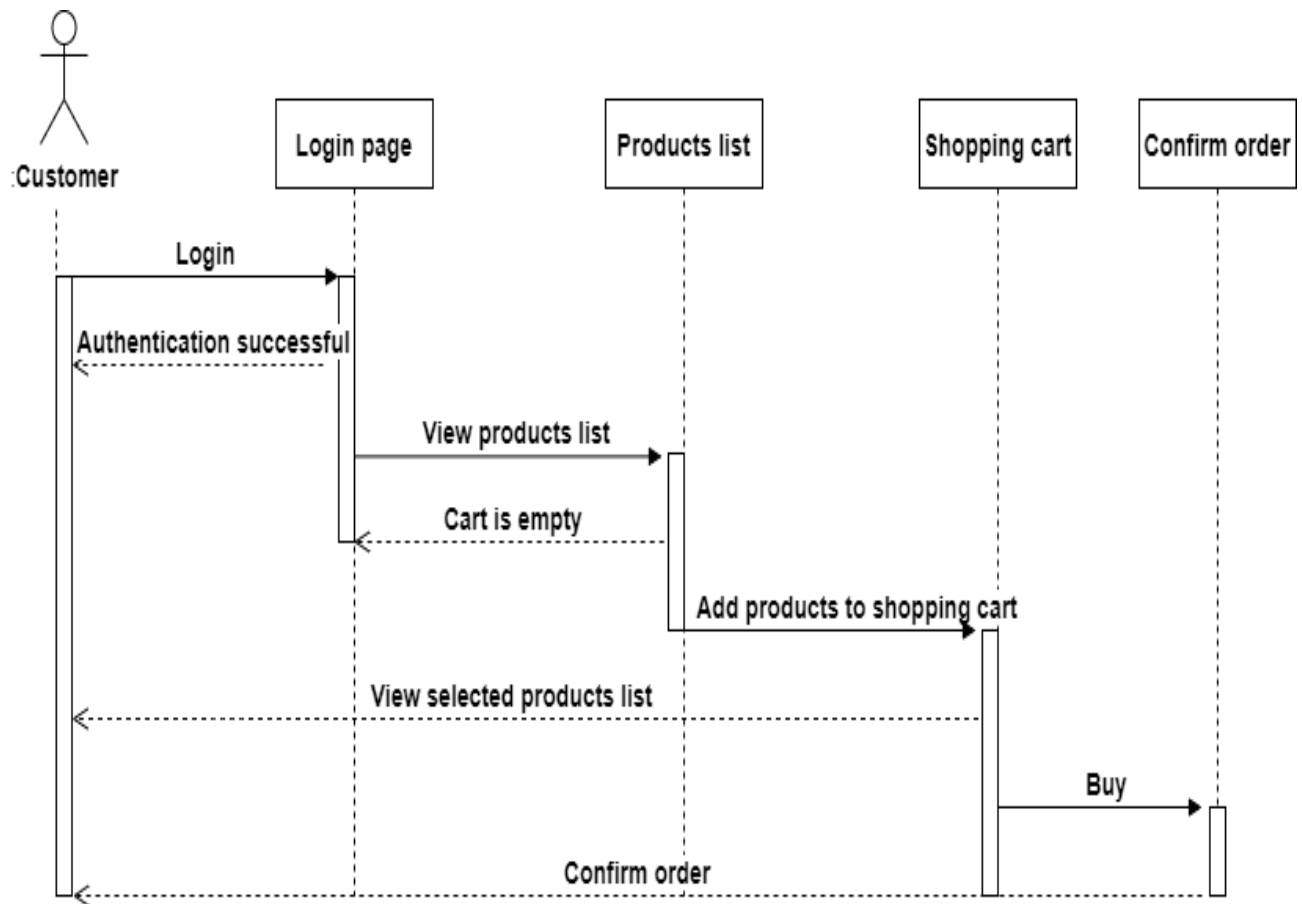 Login page
Products list
Shopping cart
Confirm order
:Customer
Login
Authentication successful
View products list
Cart is empty
Add products to shopping cart
View selected products list
Buy
Confirm order